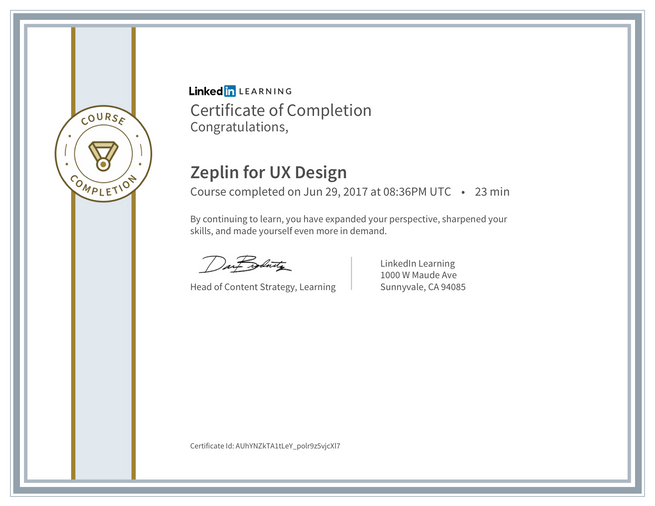 COURSE
COMPLETION
Linkedin LEARNING
Certificate of Completion
Congratulations,
Zeplin for UX Design
Course completed on Jun 29, 2017 at 08:36PM UTC • 23 min
By continuing to learn, you have expanded your perspective, sharpened your
skills, and made yourself even more in demand.
Head of Content Strategy, Learning
LinkedIn Learning
1000 W Maude Ave
Sunnyvale, CA 94085
Certificate Id: AUhYNZkTA1tLeY_polr9z5vjcXl7